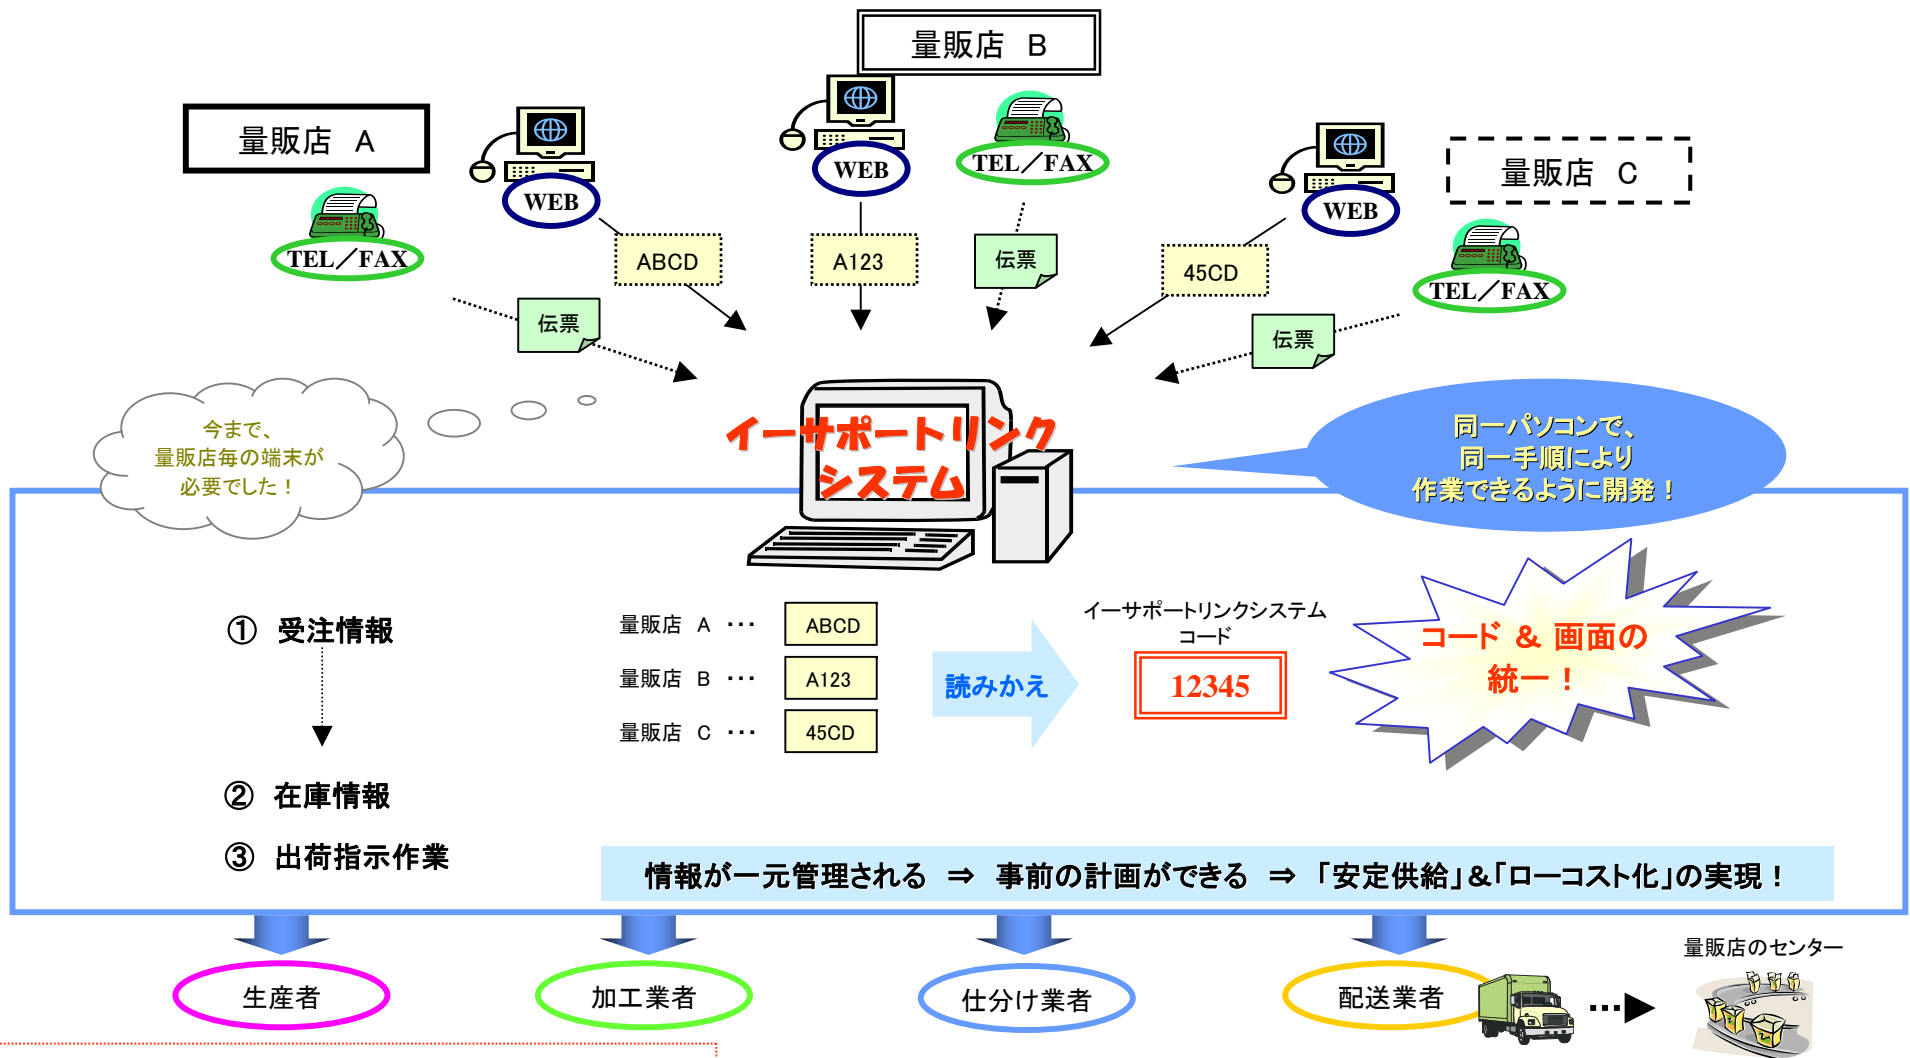 量販店 B
量販店 A
WEB
WEB
TEL／FAX
WEB
量販店 C
TEL／FAX
TEL／FAX
ABCD
A123
伝票
45CD
伝票
伝票
今まで、
量販店毎の端末が
必要でした！
イーサポートリンク
システム
同一パソコンで、
同一手順により
作業できるように開発！
① 受注情報
② 在庫情報
③ 出荷指示作業
量販店 A ・・・ ABCD
量販店 B ・・・ A123
量販店 C ・・・ 45CD
読みかえ
イーサポートリンクシステム
コード
12345
コード ＆ 画面の
統一！
情報が一元管理される ⇒ 事前の計画ができる ⇒ 「安定供給」＆「ローコスト化」の実現！
生産者
加工業者
仕分け業者
配送業者
量販店のセンター